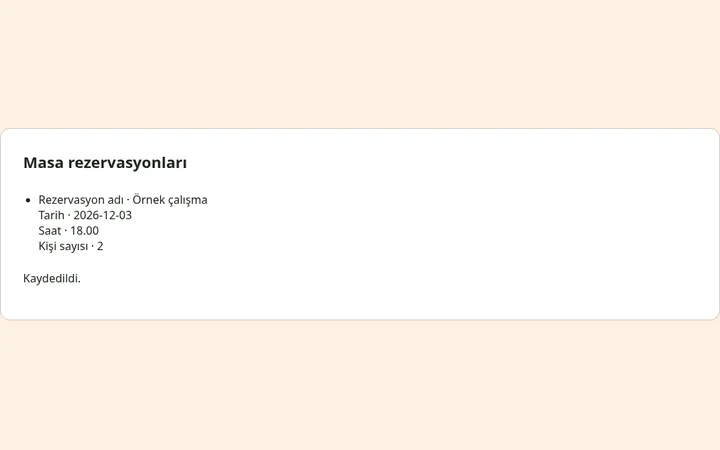 Masa rezervasyonları
• Rezervasyon adı · Örnek çalışma
Tarih · 2026-12-03
Saat · 18.00
Kişi sayısı · 2
Kaydedildi.